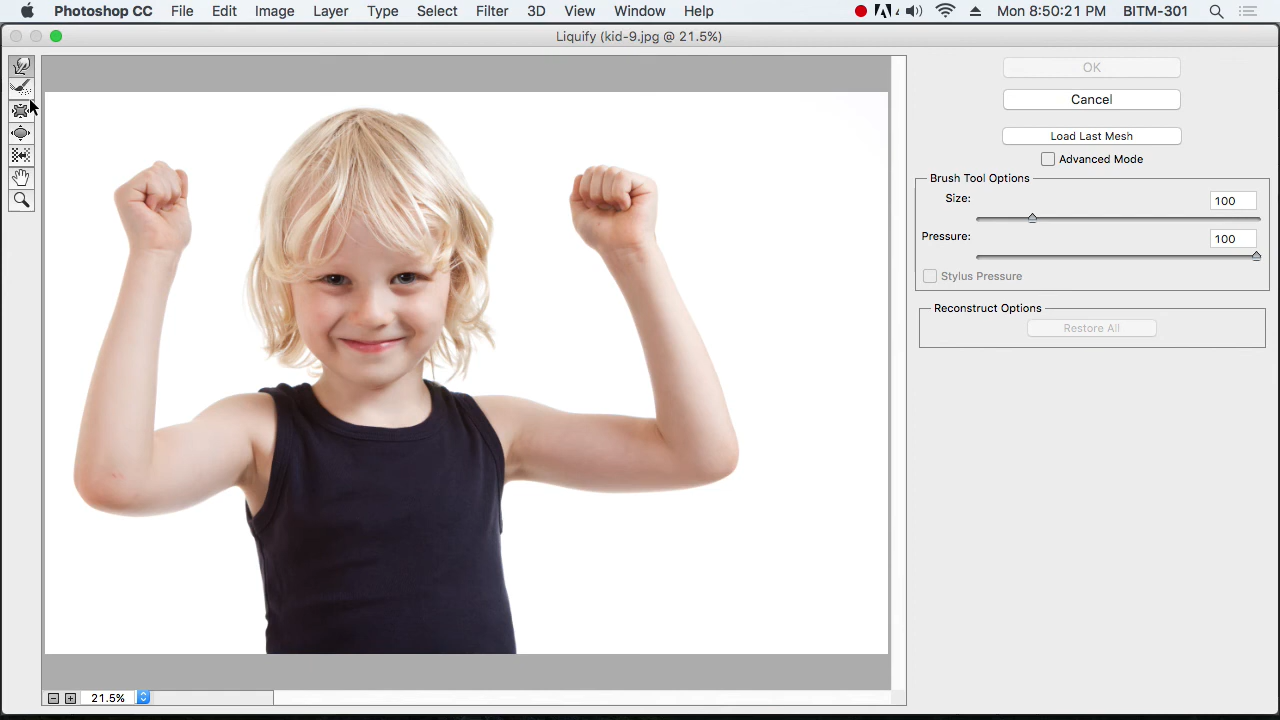 Photoshop CC File Edit Image Layer Type Select Filter 3D View Window Help Mon 8:50:21 PM BITM-301
Liquify (kid-9.jpg @ 21.5%)
OK
Cancel
Load Last Mesh
Advanced Mode
Brush Tool Options
Size: 100
Pressure: 100
Stylus Pressure
Reconstruct Options
Restore All
21.5%